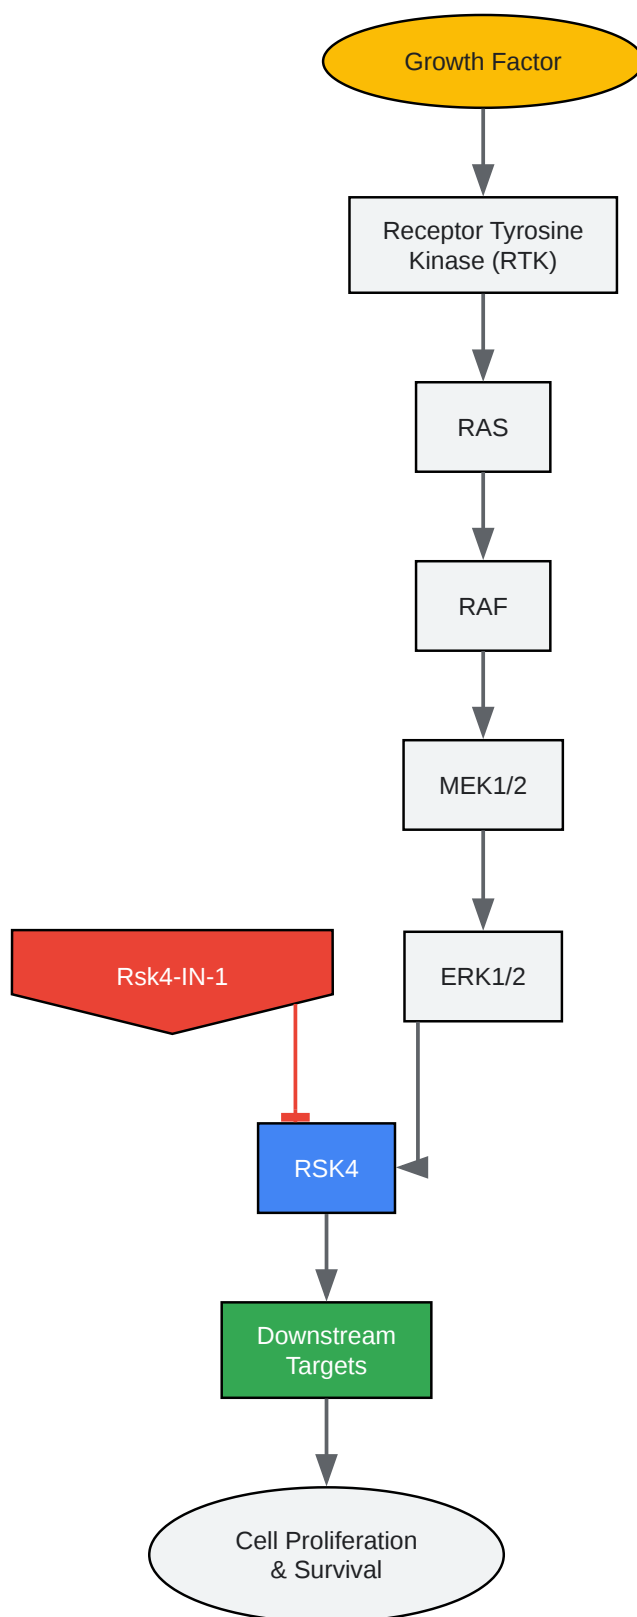 Growth Factor
Receptor Tyrosine
Kinase (RTK)
RAS
RAF
MEK1/2
Rsk4-IN-1
ERK1/2
RSK4
Downstream
Targets
Cell Proliferation
& Survival